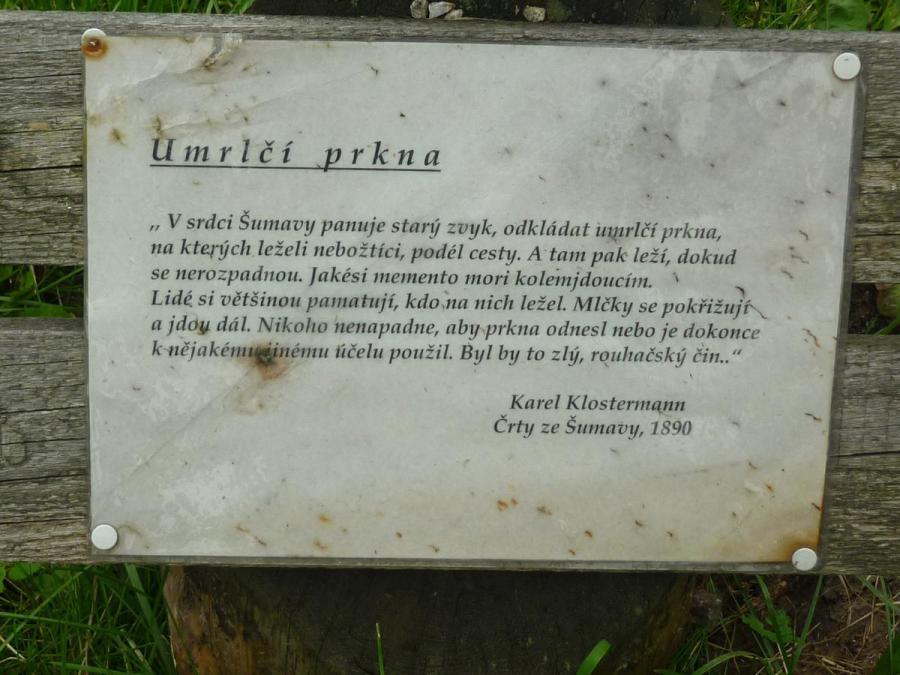 Umrlčí prkna
,, V srdci Šumavy panuje starý zvyk, odkládat umrlčí prkna,
na kterých leželi nebožtíci, podél cesty. A tam pak leží, dokud
se nerozpadnou. Jakési memento mori kolemjdoucím.
Lidé si většinou pamatují, kdo na nich ležel. Mlčky se pokřižují
a jdou dál. Nikoho nenapadne, aby prkna odnesl nebo je dokonce
k nějakému jinému účelu použil. Byl by to zlý, rouhačský čin..“
Karel Klostermann
Črty ze Šumavy, 1890